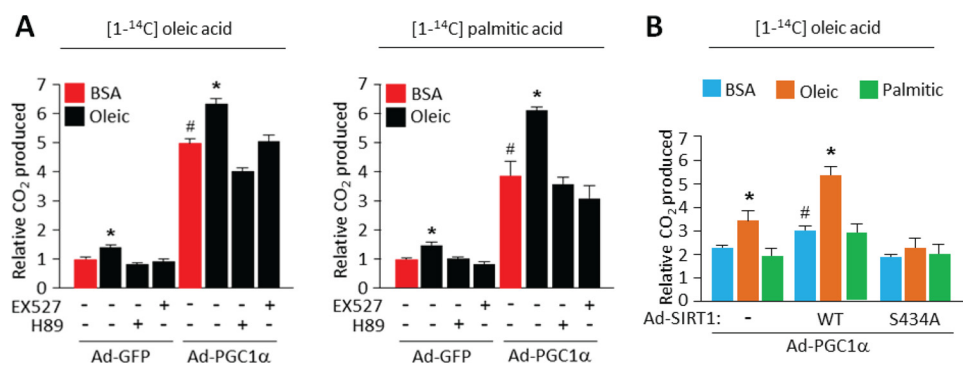 A
[1-¹⁴C] oleic acid
Relative CO₂ produced
7
6
5
4
3
2
1
0
BSA
Oleic
*
#
*
EX527 - - - + - - - +
H89 - - + - - - + -
Ad-GFP Ad-PGC1α
[1-¹⁴C] palmitic acid
Relative CO₂ produced
7
6
5
4
3
2
1
0
BSA
Oleic
*
#
*
- - - + - - - +
- - + - - - + -
Ad-GFP Ad-PGC1α
B
[1-¹⁴C] oleic acid
BSA Oleic Palmitic
Relative CO₂ produced
7
6
5
4
3
2
1
0
*
#
*
Ad-SIRT1: - WT S434A
Ad-PGC1α